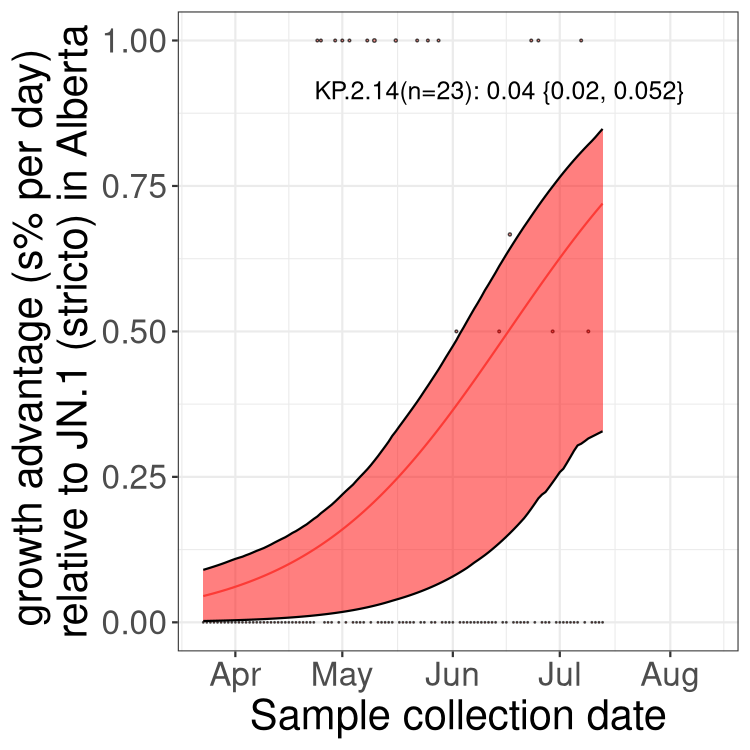 growth advantage (s% per day)
relative to JN.1 (stricto) in Alberta
1.00
0.75
0.50
0.25
0.00
KP.2.14(n=23): 0.04 {0.02, 0.052}
Apr May Jun Jul Aug
Sample collection date